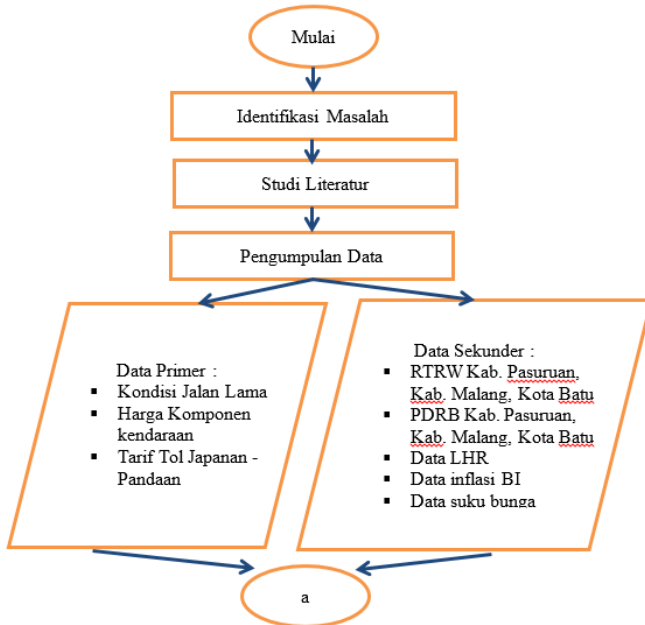 Mulai
Identifikasi Masalah
Studi Literatur
Pengumpulan Data
Data Primer :
▪ Kondisi Jalan Lama
▪ Harga Komponen
kendaraan
▪ Tarif Tol Japanan -
Pandaan
Data Sekunder :
▪ RTRW Kab. Pasuruan,
Kab. Malang, Kota Batu
▪ PDRB Kab. Pasuruan,
Kab. Malang, Kota Batu
▪ Data LHR
▪ Data inflasi BI
▪ Data suku bunga
a